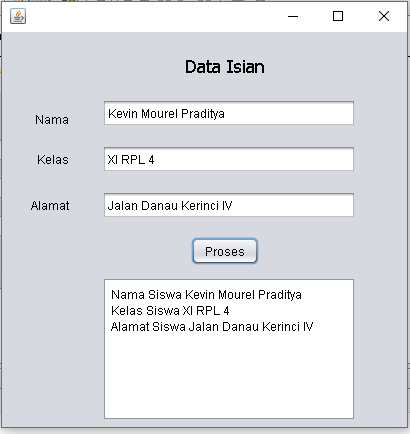 Data Isian
Nama Kevin Mourel Praditya
Kelas XI RPL 4
Alamat Jalan Danau Kerinci IV
Proses
Nama Siswa Kevin Mourel Praditya
Kelas Siswa XI RPL 4
Alamat Siswa Jalan Danau Kerinci IV